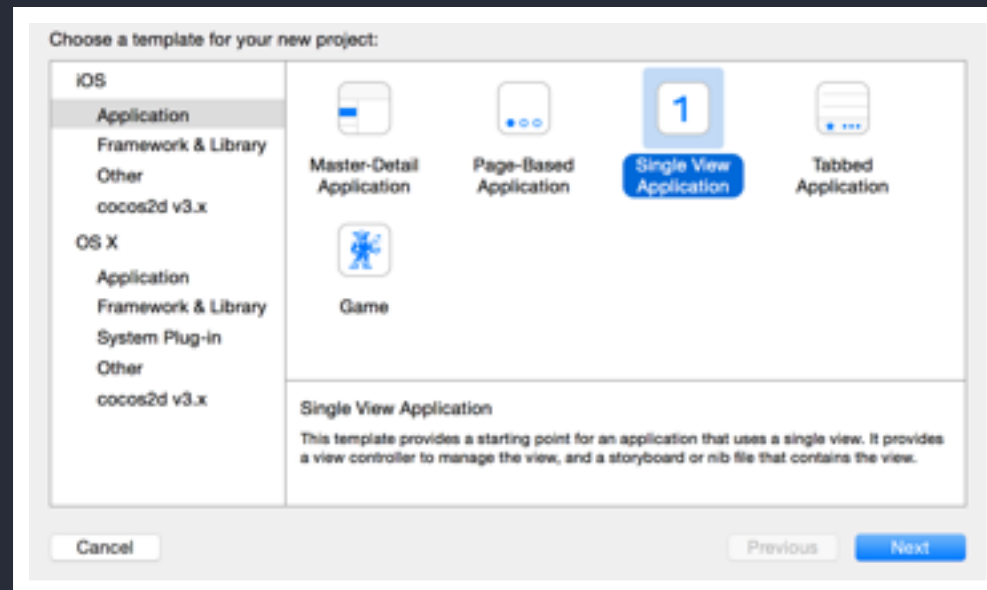 Choose a template for your new project:
iOS
Application
Framework & Library
Other
cocos2d v3.x
OS X
Application
Framework & Library
System Plug-in
Other
cocos2d v3.x
1
Master-Detail
Application
Page-Based
Application
Single View
Application
Tabbed
Application
Game
Single View Application
This template provides a starting point for an application that uses a single view. It provides
a view controller to manage the view, and a storyboard or nib file that contains the view.
Cancel
Previous
Next